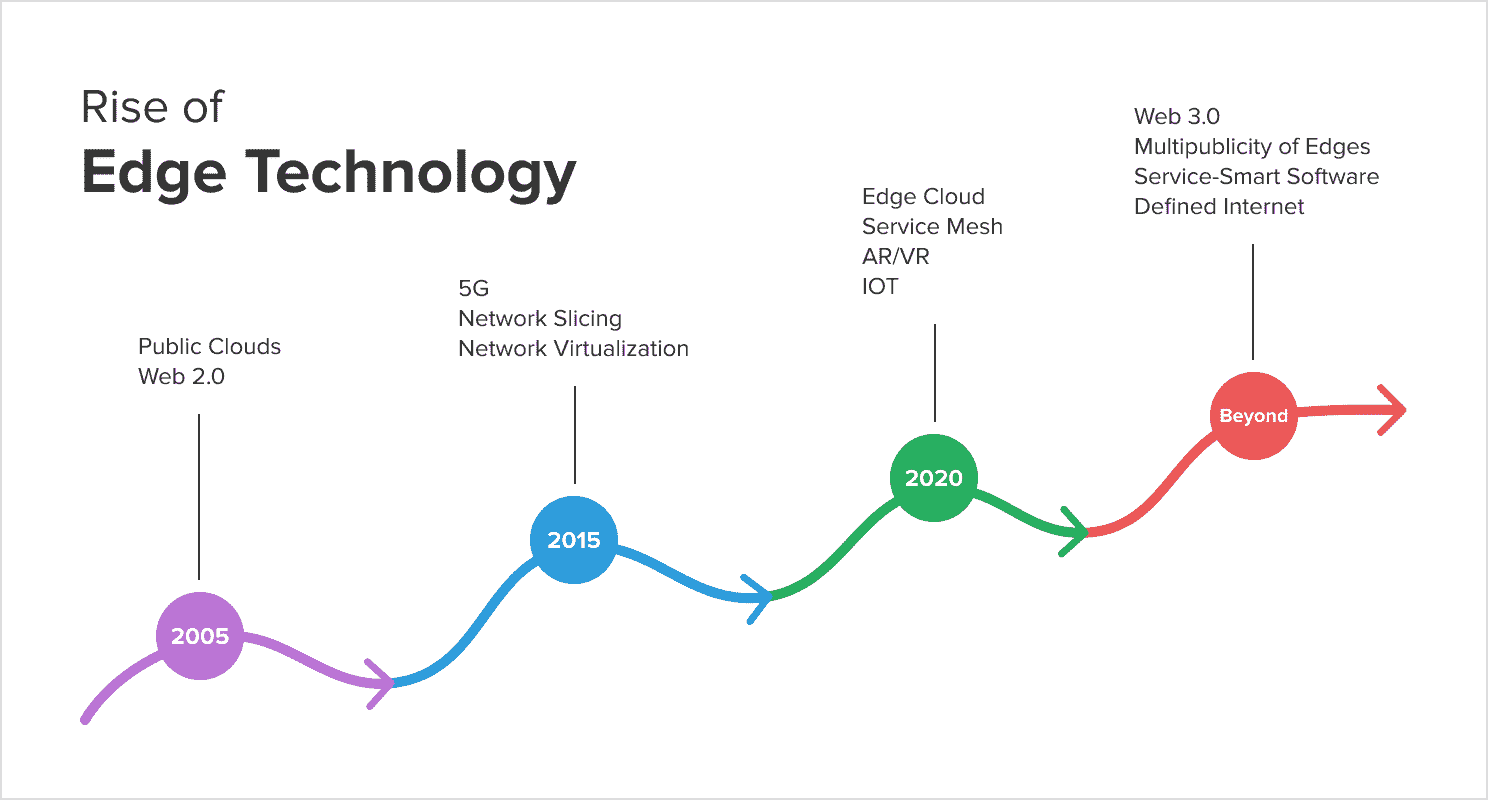 Rise of
Edge Technology
Public Clouds
Web 2.0
2005
5G
Network Slicing
Network Virtualization
2015
Edge Cloud
Service Mesh
AR/VR
IOT
2020
Web 3.0
Multipublicity of Edges
Service-Smart Software
Defined Internet
Beyond